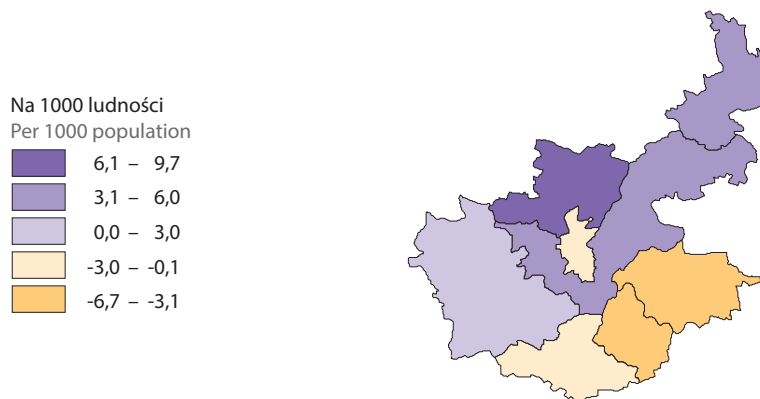 Na 1000 ludności
Per 1000 population
6,1 – 9,7
3,1 – 6,0
0,0 – 3,0
-3,0 – -0,1
-6,7 – -3,1